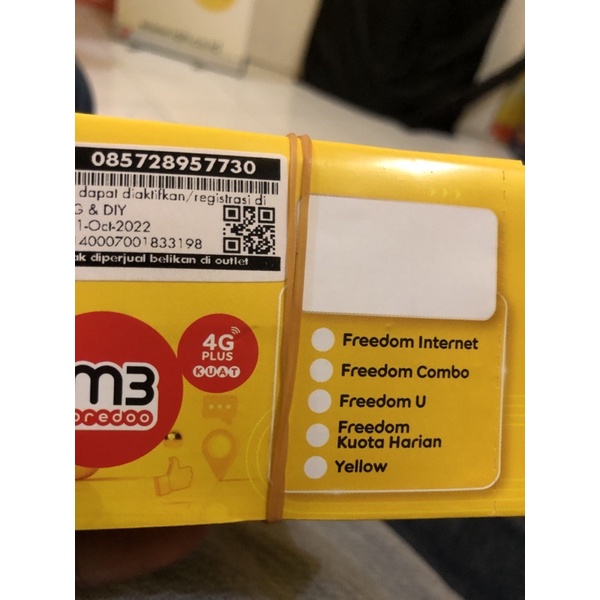 085728957730
dapat diaktifkan/registrasi di
G & DIY
1-Oct-2022
40007001833198
ak diperjual belikan di outlet
4G
PLUS
KUAT
m3
oredoo
Freedom Internet
Freedom Combo
Freedom U
Freedom
Kuota Harian
Yellow